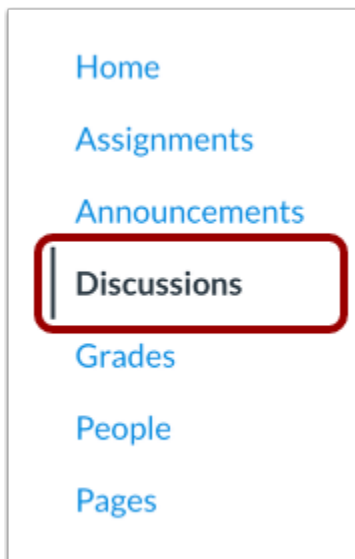 Home
Assignments
Announcements
Discussions
Grades
People
Pages